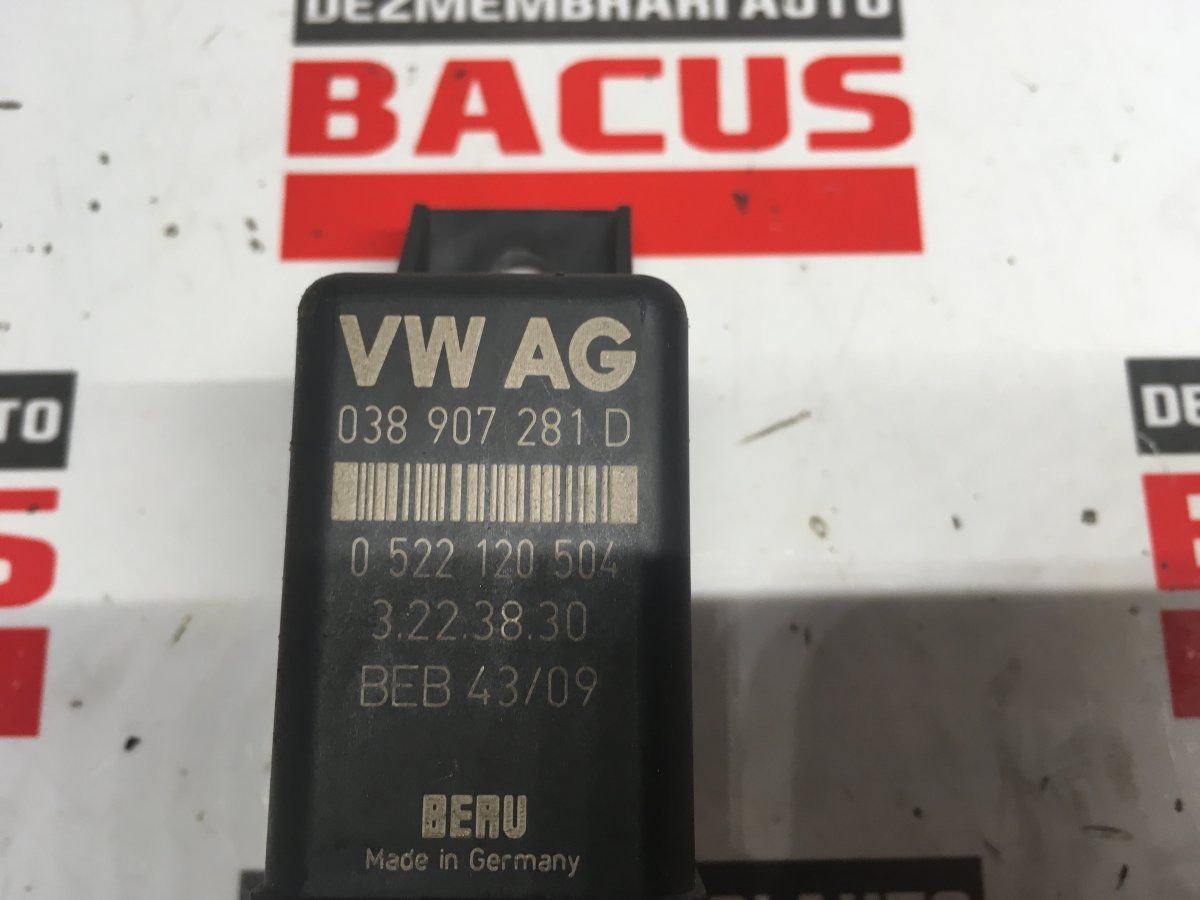 DEZMEMBRARI AUTO
BACUS
VW AG
038 907 281 D
0 522 120 504
3.22.38.30
BEB 43/09
BERU
Made in Germany